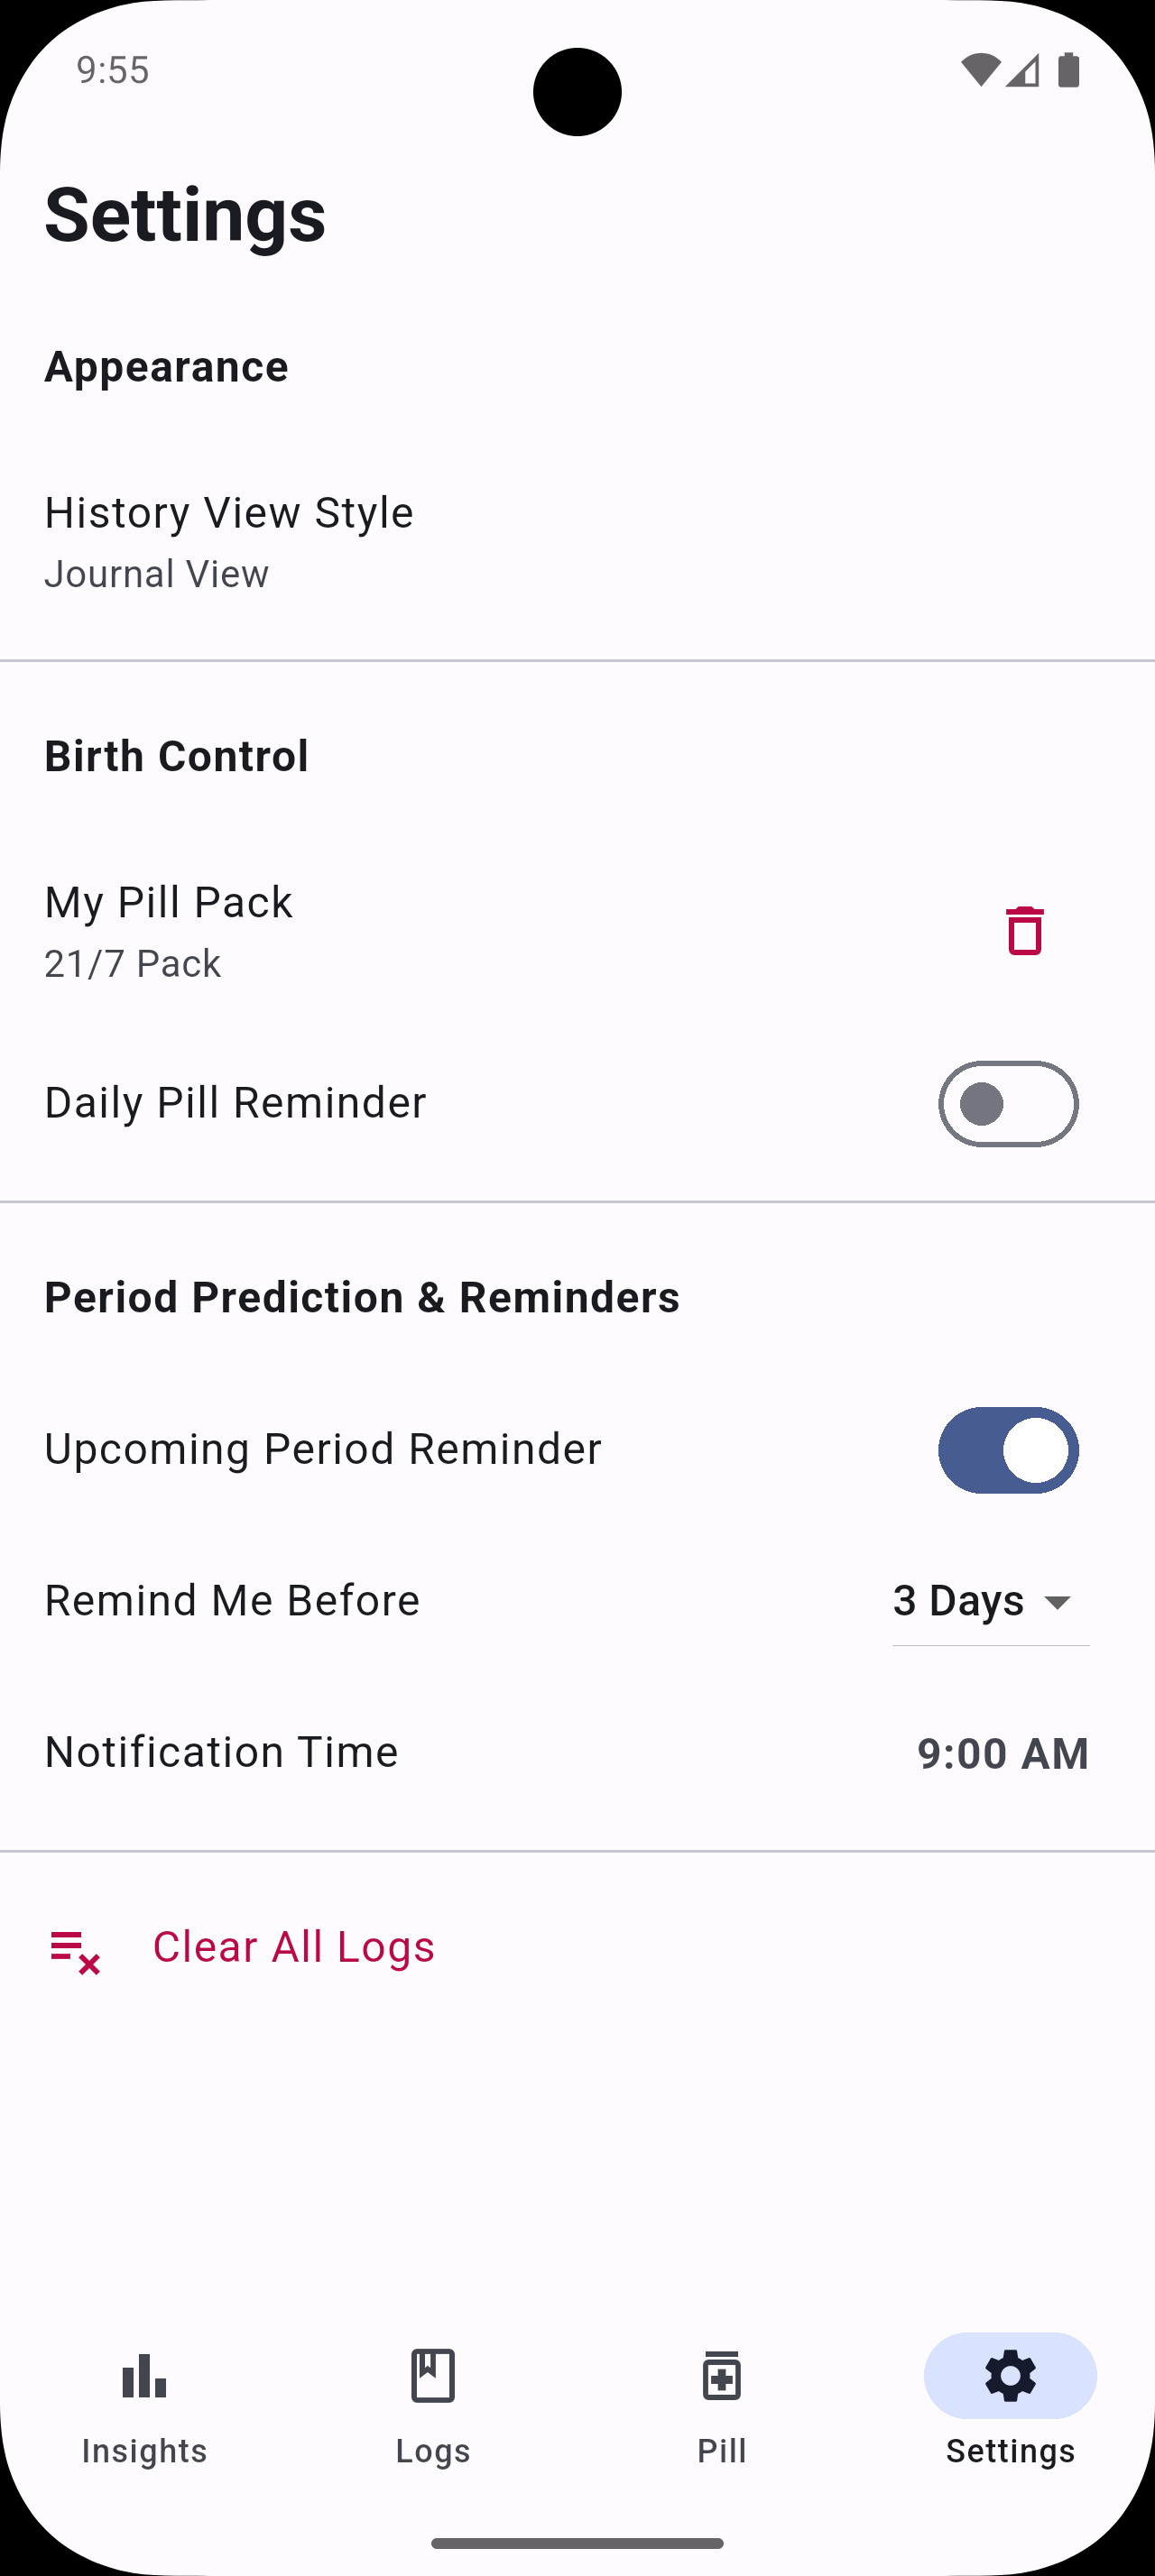 9:55
Settings
Appearance
History View Style
Journal View
Birth Control
My Pill Pack
21/7 Pack
Daily Pill Reminder
Period Prediction & Reminders
Upcoming Period Reminder
Remind Me Before 3 Days
Notification Time 9:00 AM
Clear All Logs
Insights Logs Pill Settings